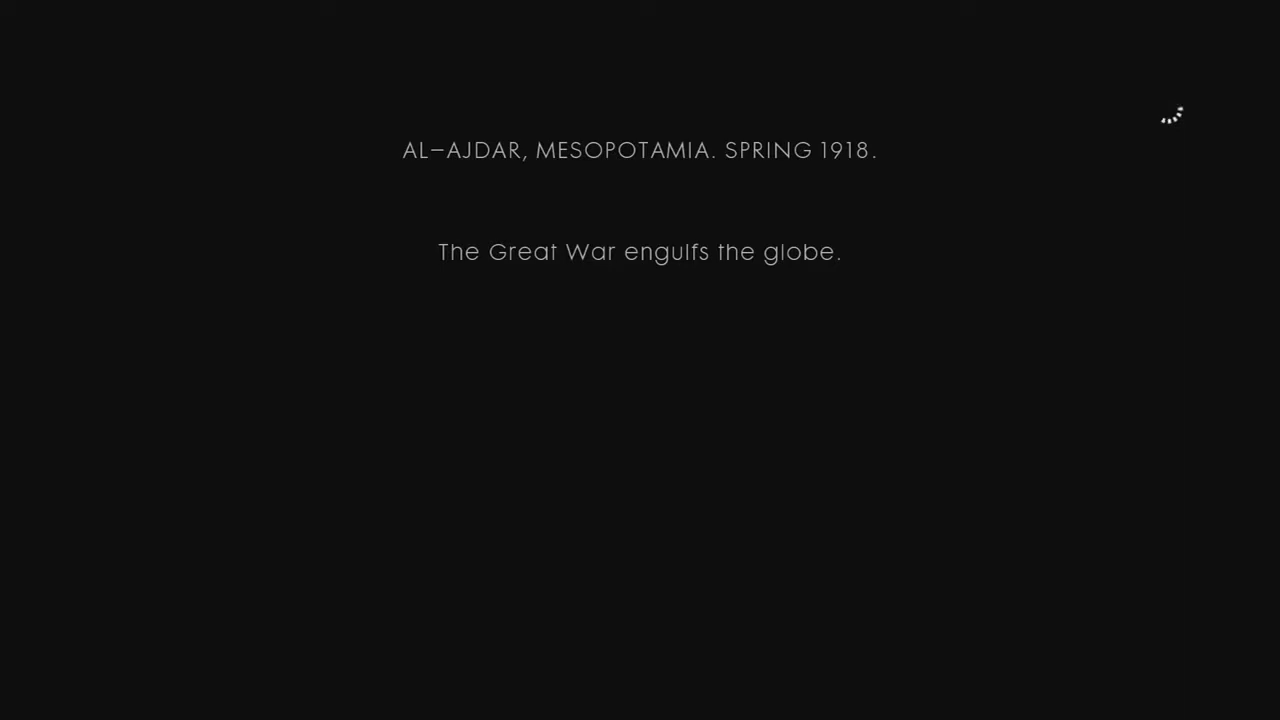 AL–AJDAR, MESOPOTAMIA. SPRING 1918.
The Great War engulfs the globe.